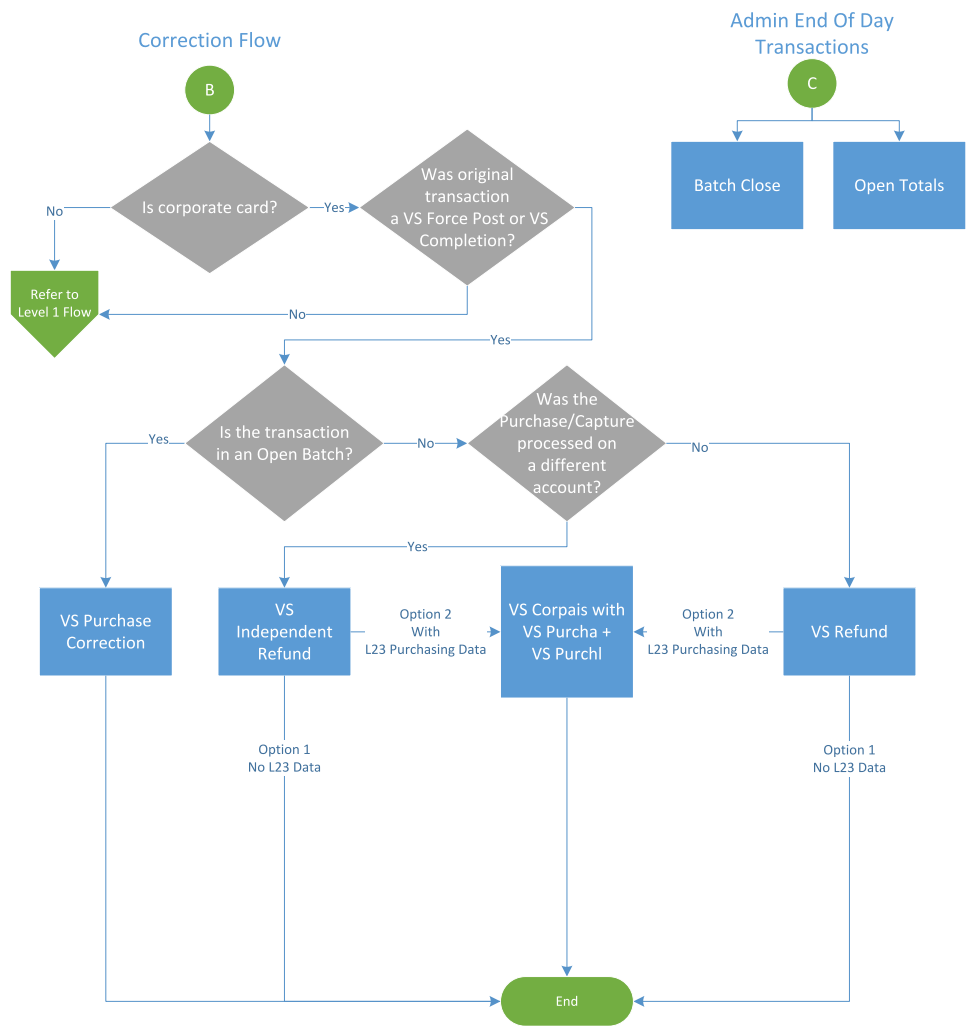 Correction Flow
Admin End Of Day
Transactions
B
C
Is corporate card?
Yes
No
Was original
transaction
a VS Force Post or VS
Completion?
Batch Close
Open Totals
Refer to
Level 1 Flow
No
Yes
Is the transaction
in an Open Batch?
Yes
No
Was the
Purchase/Capture
processed on
a different
account?
No
Yes
VS Purchase
Correction
VS
Independent
Refund
Option 2
With
L23 Purchasing Data
VS Corpais with
VS Purcha +
VS Purchl
Option 2
With
L23 Purchasing Data
VS Refund
Option 1
No L23 Data
Option 1
No L23 Data
End